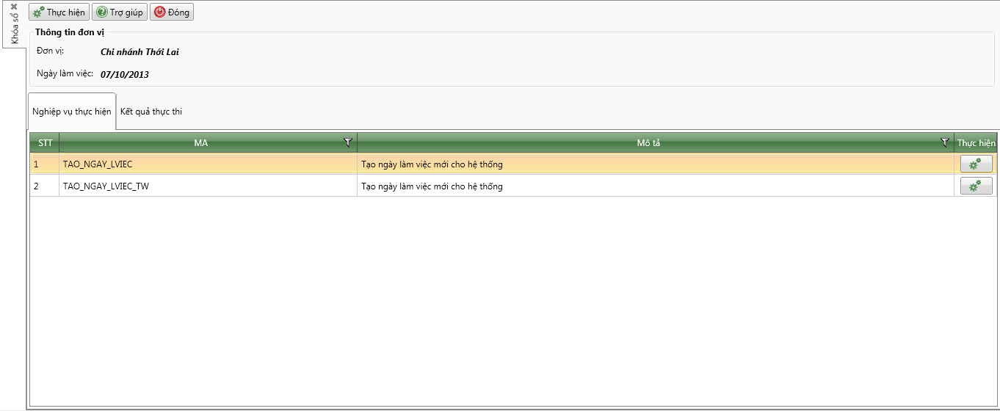 Khóa sổ
Thực hiện Trợ giúp Đóng
Thông tin đơn vị
Đơn vị: Chi nhánh Thới Lai
Ngày làm việc: 07/10/2013
Nghiệp vụ thực hiện Kết quả thực thi
STT MA Mô tả Thực hiện
1 TAO_NGAY_LVIEC Tạo ngày làm việc mới cho hệ thống
2 TAO_NGAY_LVIEC_TW Tạo ngày làm việc mới cho hệ thống